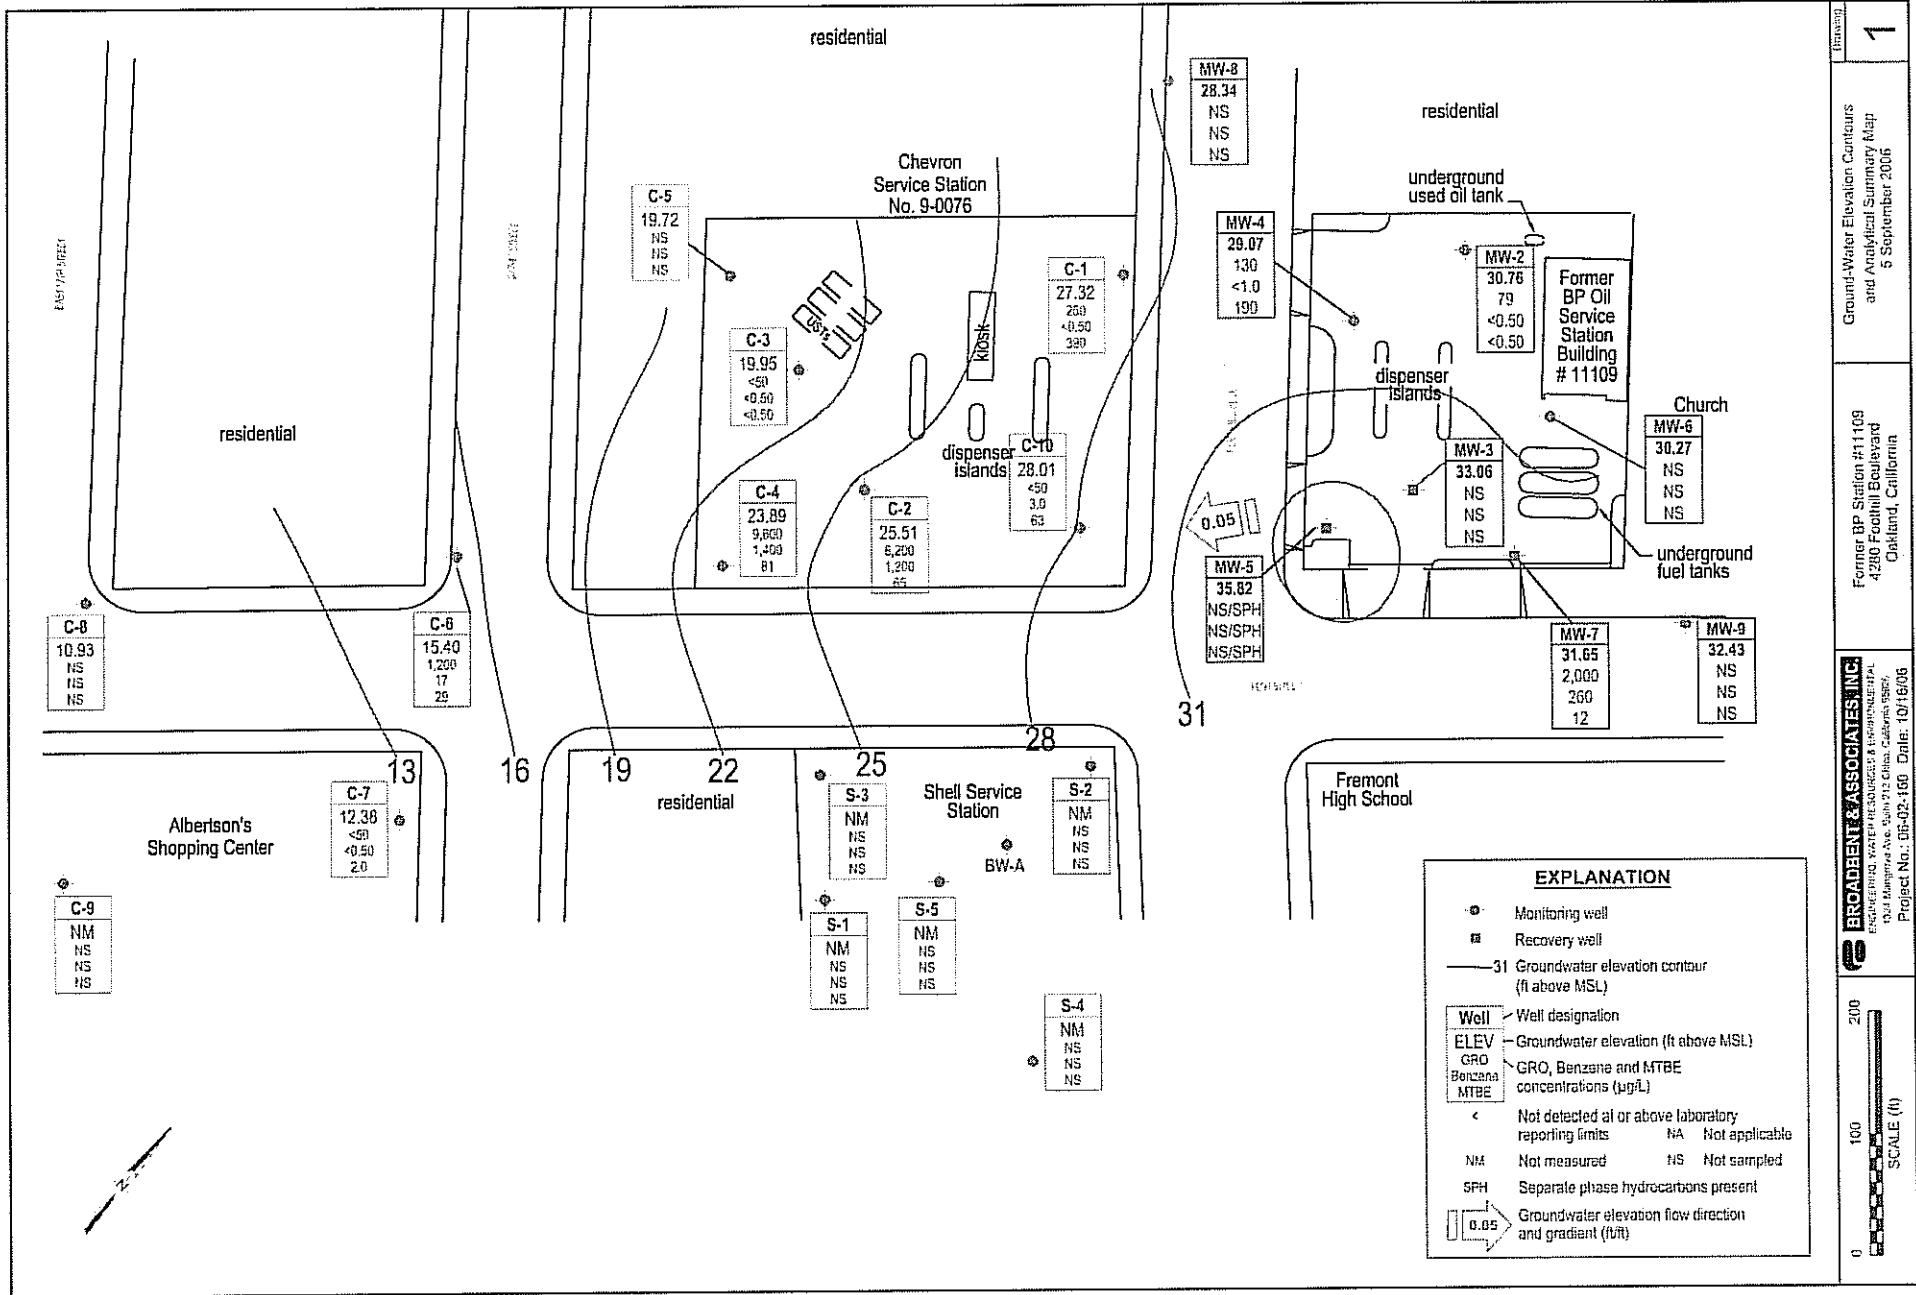 residential
MW-8
28.34
NS
NS
NS
residential
Chevron
Service Station
No. 9-0076
underground
used oil tank
C-5
19.72
NS
NS
NS
MW-4
29.07
130
<1.0
190
MW-2
30.76
79
<0.50
<0.50
Former
BP Oil
Service
Station
Building
# 11109
C-1
27.32
<0.50
390
USTs
kiosk
C-3
19.95
<50
<0.50
<0.50
dispenser
islands
Church
MW-6
30.27
NS
NS
NS
residential
dispenser
islands
C-10
28.01
<50
3.0
63
MW-3
33.06
NS
NS
NS
C-4
23.89
1,400
81
C-2
25.51
6,200
1,200
65
0.05
underground
fuel tanks
MW-5
35.82
NS/SPH
NS/SPH
NS/SPH
C-8
10.93
NS
NS
NS
C-6
15.40
1,200
17
29
MW-7
31.65
2,000
260
12
MW-9
32.43
NS
NS
NS
13
16
19
22
25
28
31
residential
Shell Service
Station
Fremont
High School
Albertson's
Shopping Center
C-7
12.38
<50
<0.50
2.0
S-3
NM
NS
NS
NS
S-2
NM
NS
NS
NS
BW-A
C-9
NM
NS
NS
NS
S-1
NM
NS
NS
NS
S-5
NM
NS
NS
NS
S-4
NM
NS
NS
NS
N
EXPLANATION
Monitoring well
Recovery well
31 Groundwater elevation contour
(ft above MSL)
Well
ELEV
GRO
Benzene
MTBE
Well designation
Groundwater elevation (ft above MSL)
GRO, Benzene and MTBE
concentrations (µg/L)
< Not detected at or above laboratory
reporting limits
NA Not applicable
NM Not measured
NS Not sampled
SPH Separate phase hydrocarbons present
0.05
Groundwater elevation flow direction
and gradient (ft/ft)
Drawing
1
Ground-Water Elevation Contours
and Analytical Summary Map
5 September 2006
Former BP Station #11109
4280 Foothill Boulevard
Oakland, California
BROADBENT & ASSOCIATES, INC.
ENGINEERING, WATER RESOURCES & ENVIRONMENTAL
Project No.: 06-02-160 Date: 10/16/06
0 100 200
SCALE (ft)